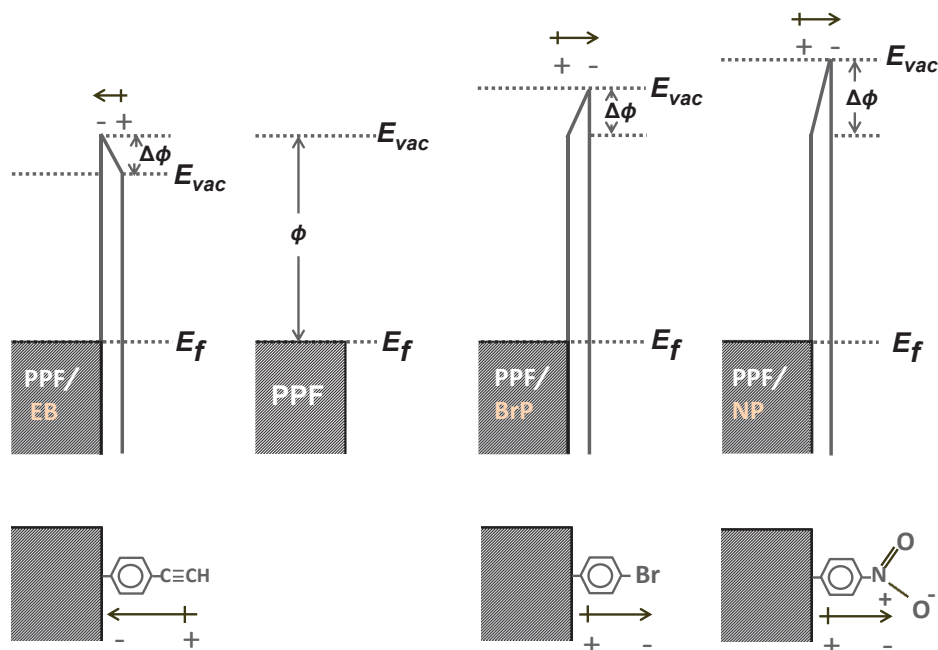 + -
E_vac
Δϕ
+ -
E_vac
Δϕ
- +
Δϕ
E_vac
E_vac
ϕ
E_f
E_f
E_f
E_f
PPF/
EB
PPF
PPF/
BrP
PPF/
NP
C≡CH
- +
Br
+ -
O
N
+
O⁻
+ -